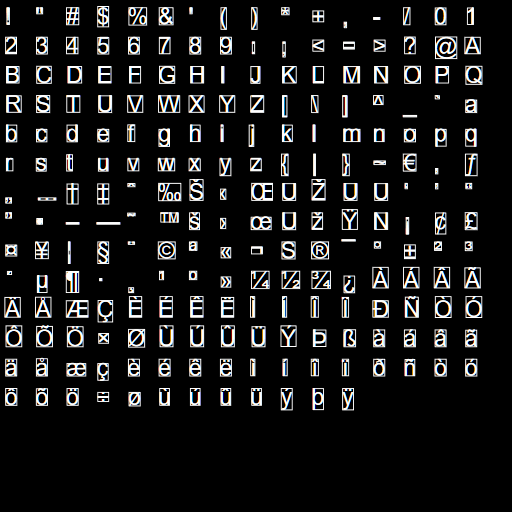 ! " # $ % & ' ( ) * + , - / 0 1
2 3 4 5 6 7 8 9 : ; < = > ? @ A
B C D E F G H I J K L M N O P Q
R S T U V W X Y Z [ \ ] ^ _ ` a
b c d e f g h i j k l m n o p q
r s t u v w x y z { | } ~ € ‚ ƒ
„ … † ‡ ˆ ‰ Š ‹ Œ U Ž U U ‘ ’ “
” • – — ˜ ™ š › œ U ž Ÿ N ¡ ¢ £
¤ ¥ | § ¨ © ª « ¬ S ® ¯ ° ± ² ³
´ µ ¶ · ¸ ¹ º » ¼ ½ ¾ ¿ À Á Â Ã
Ä Å Æ Ç È É Ê Ë Ì Í Î Ï Ð Ñ Ò Ó
Ô Õ Ö × Ø Ù Ú Û Ü Ý Þ ß à á â ã
ä å æ ç è é ê ë ì í î ï ð ñ ò ó
ô õ ö ÷ ø ù ú û ü ý þ ÿ